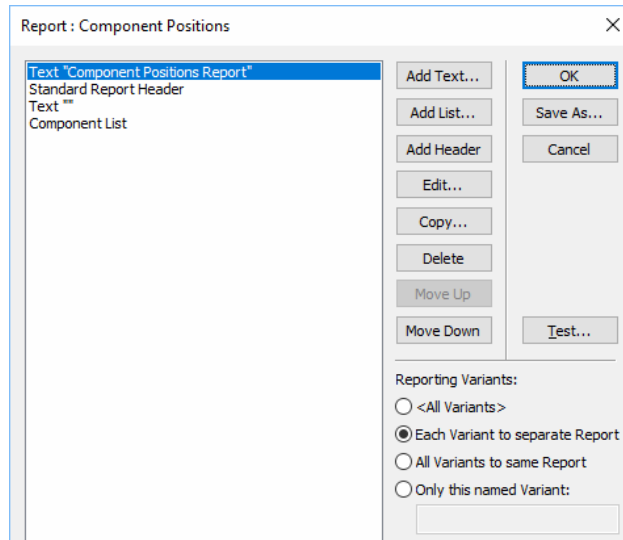 Report : Component Positions
Text "Component Positions Report"
Standard Report Header
Text ""
Component List
Add Text...
Add List...
Add Header
Edit...
Copy...
Delete
Move Up
Move Down
OK
Save As...
Cancel
Test...
Reporting Variants:
<All Variants>
Each Variant to separate Report
All Variants to same Report
Only this named Variant: